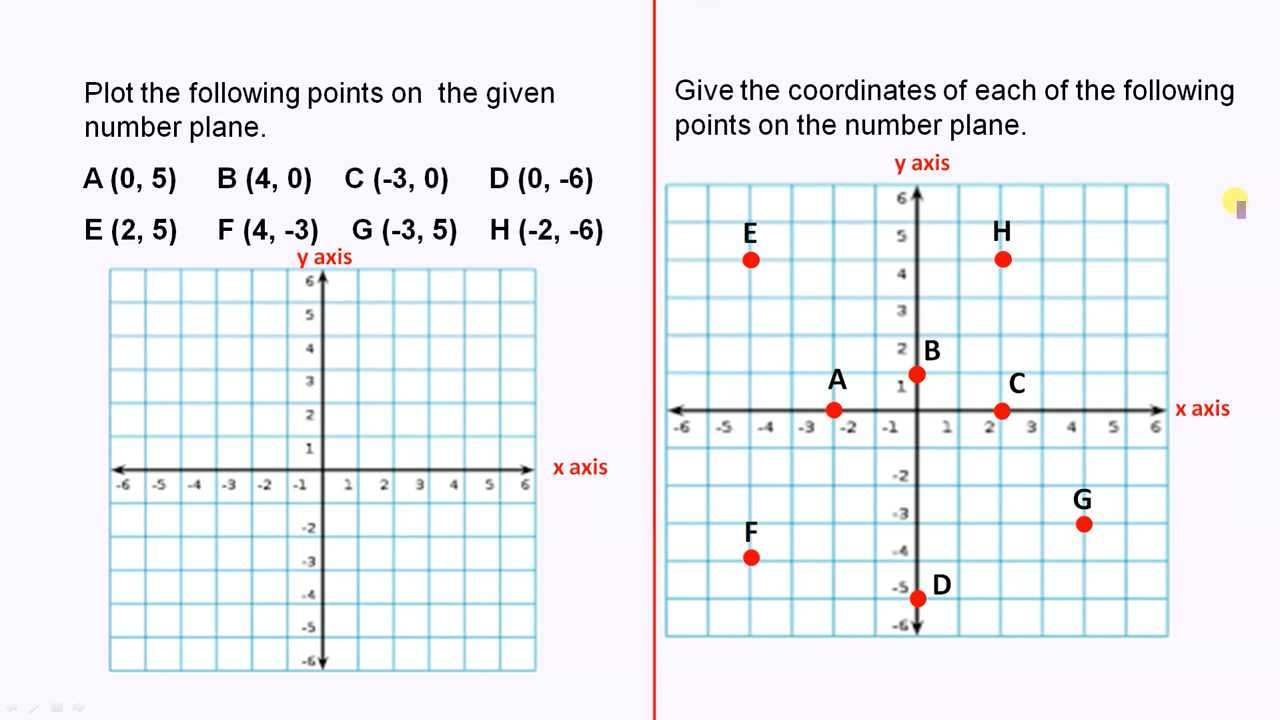 Plot the following points on the given
number plane.
A (0, 5) B (4, 0) C (-3, 0) D (0, -6)
E (2, 5) F (4, -3) G (-3, 5) H (-2, -6)
y axis
6
5
4
3
2
1
x axis
-6 -5 -4 -3 -2 -1 1 2 3 4 5 6
-2
-3
-4
-5
-6
Give the coordinates of each of the following
points on the number plane.
y axis
6
E 5 H
4
3
2 B
A 1 C
x axis
-6 -5 -4 -3 -2 -1 1 2 3 4 5 6
-2
-3 G
F -4
-5 D
-6